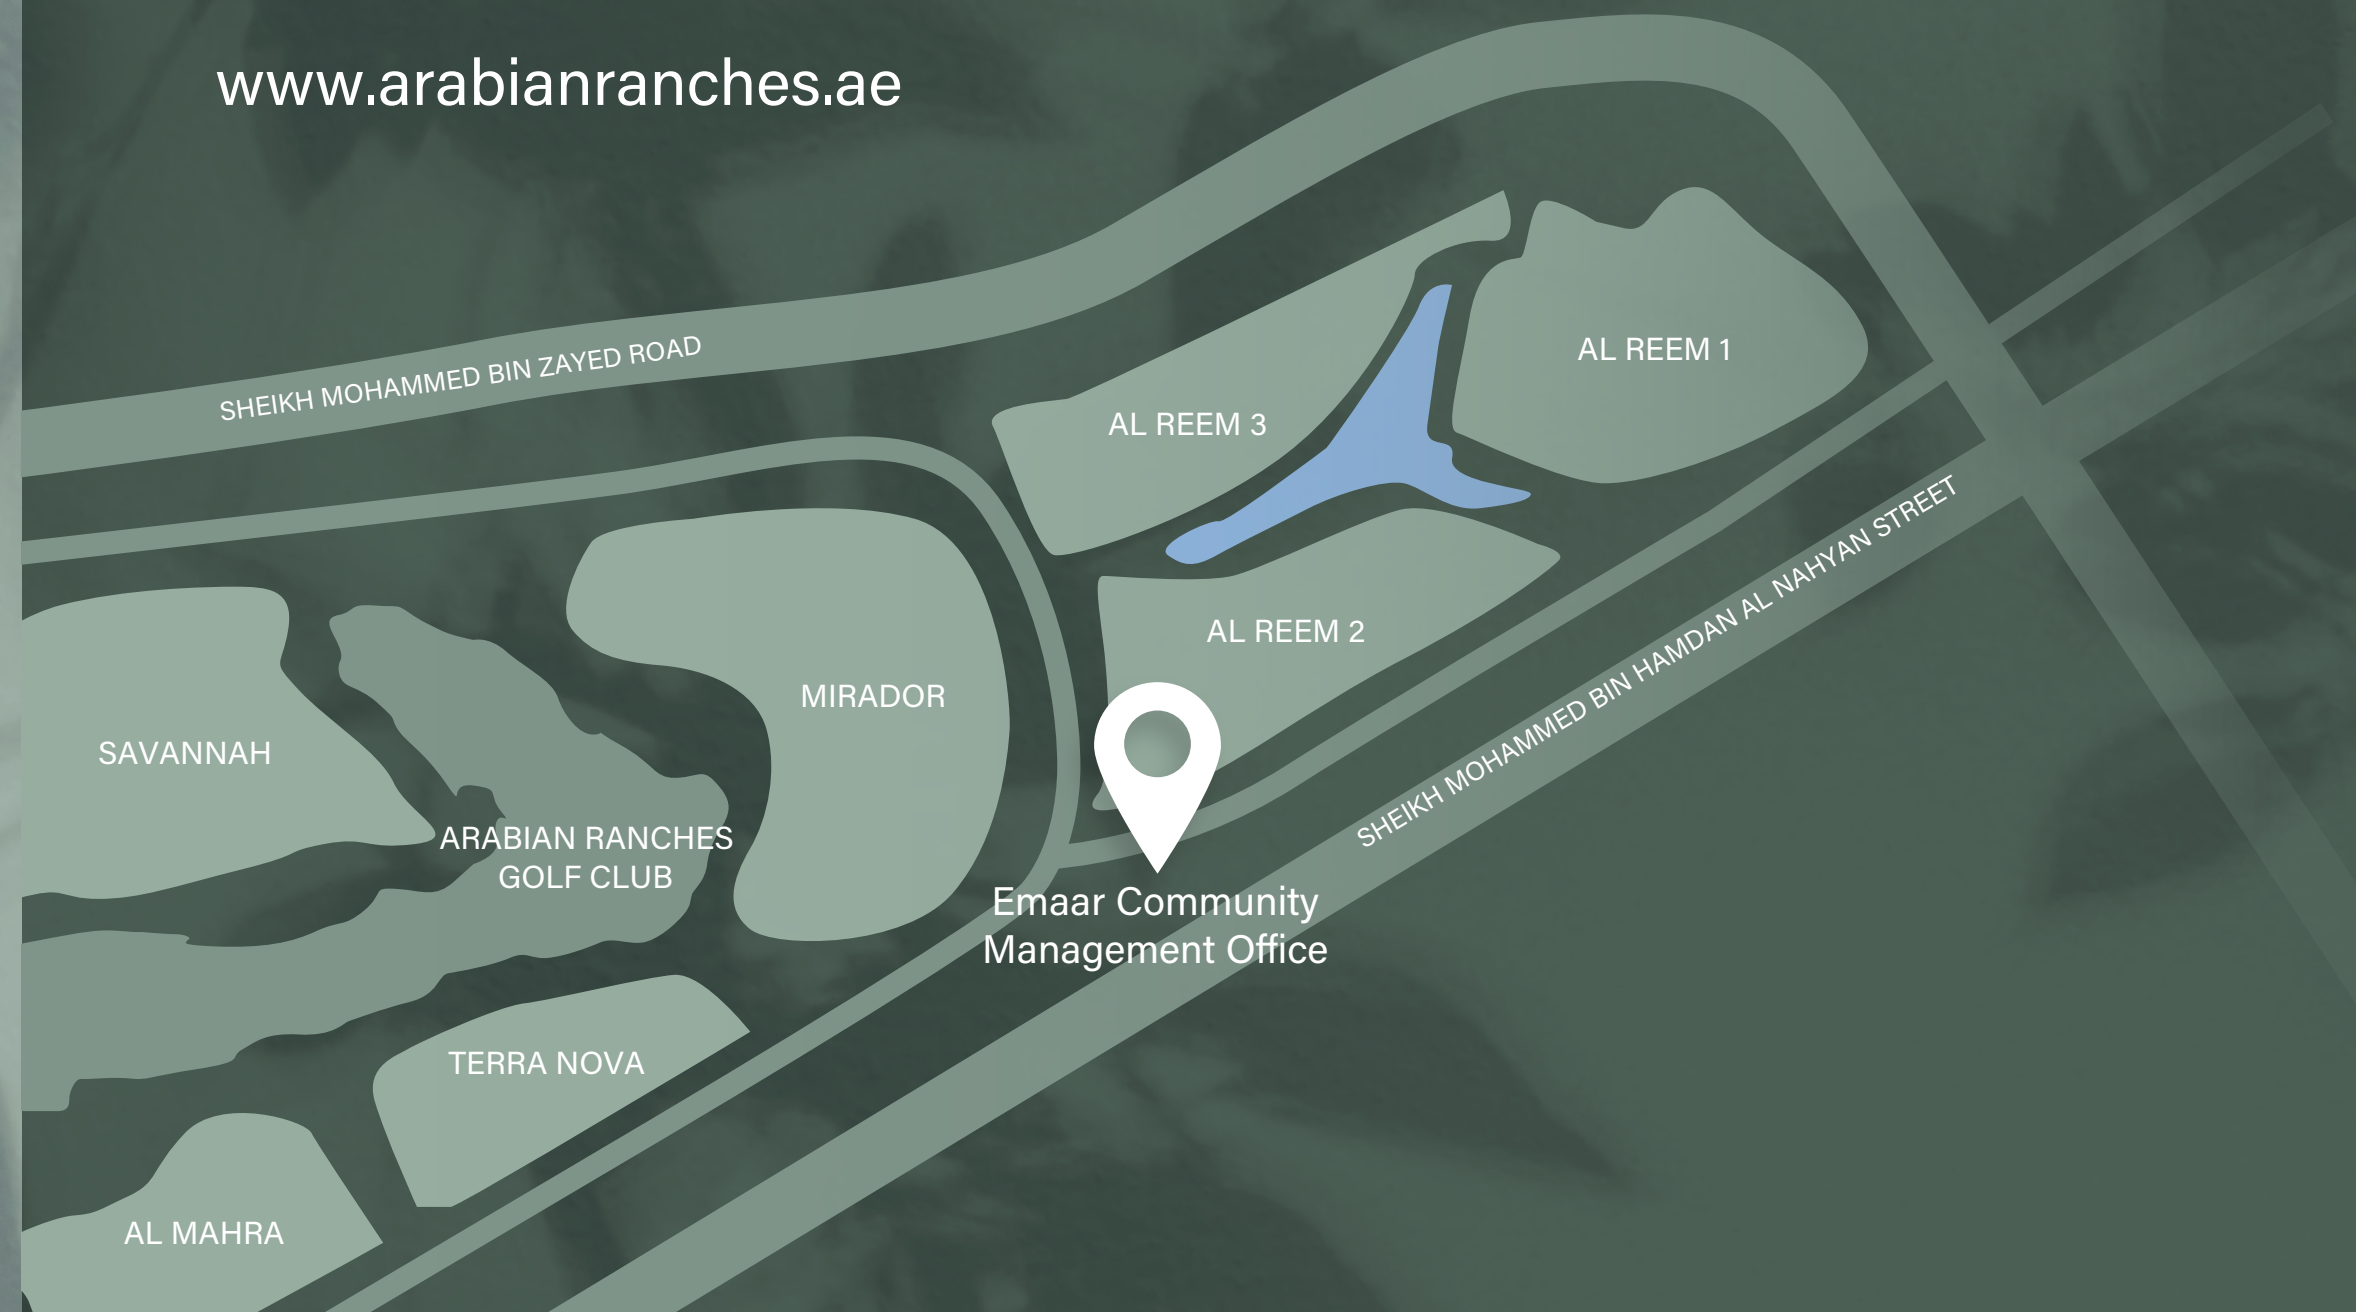 www.arabianranches.ae
SHEIKH MOHAMMED BIN ZAYED ROAD
AL REEM 1
AL REEM 3
AL REEM 2
SHEIKH MOHAMMED BIN HAMDAN AL NAHYAN STREET
MIRADOR
SAVANNAH
ARABIAN RANCHES
GOLF CLUB
Emaar Community
Management Office
TERRA NOVA
AL MAHRA